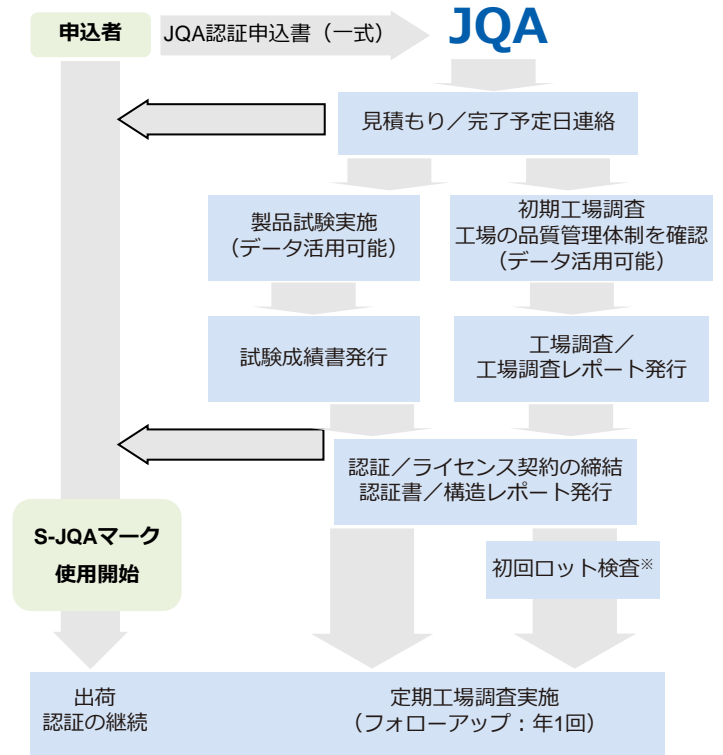 申込者
JQA認証申込書（一式）
JQA
見積もり／完了予定日連絡
製品試験実施
（データ活用可能）
初期工場調査
工場の品質管理体制を確認
（データ活用可能）
試験成績書発行
工場調査／
工場調査レポート発行
認証／ライセンス契約の締結
認証書／構造レポート発行
S-JQAマーク
使用開始
初回ロット検査※
出荷
認証の継続
定期工場調査実施
（フォローアップ：年1回）